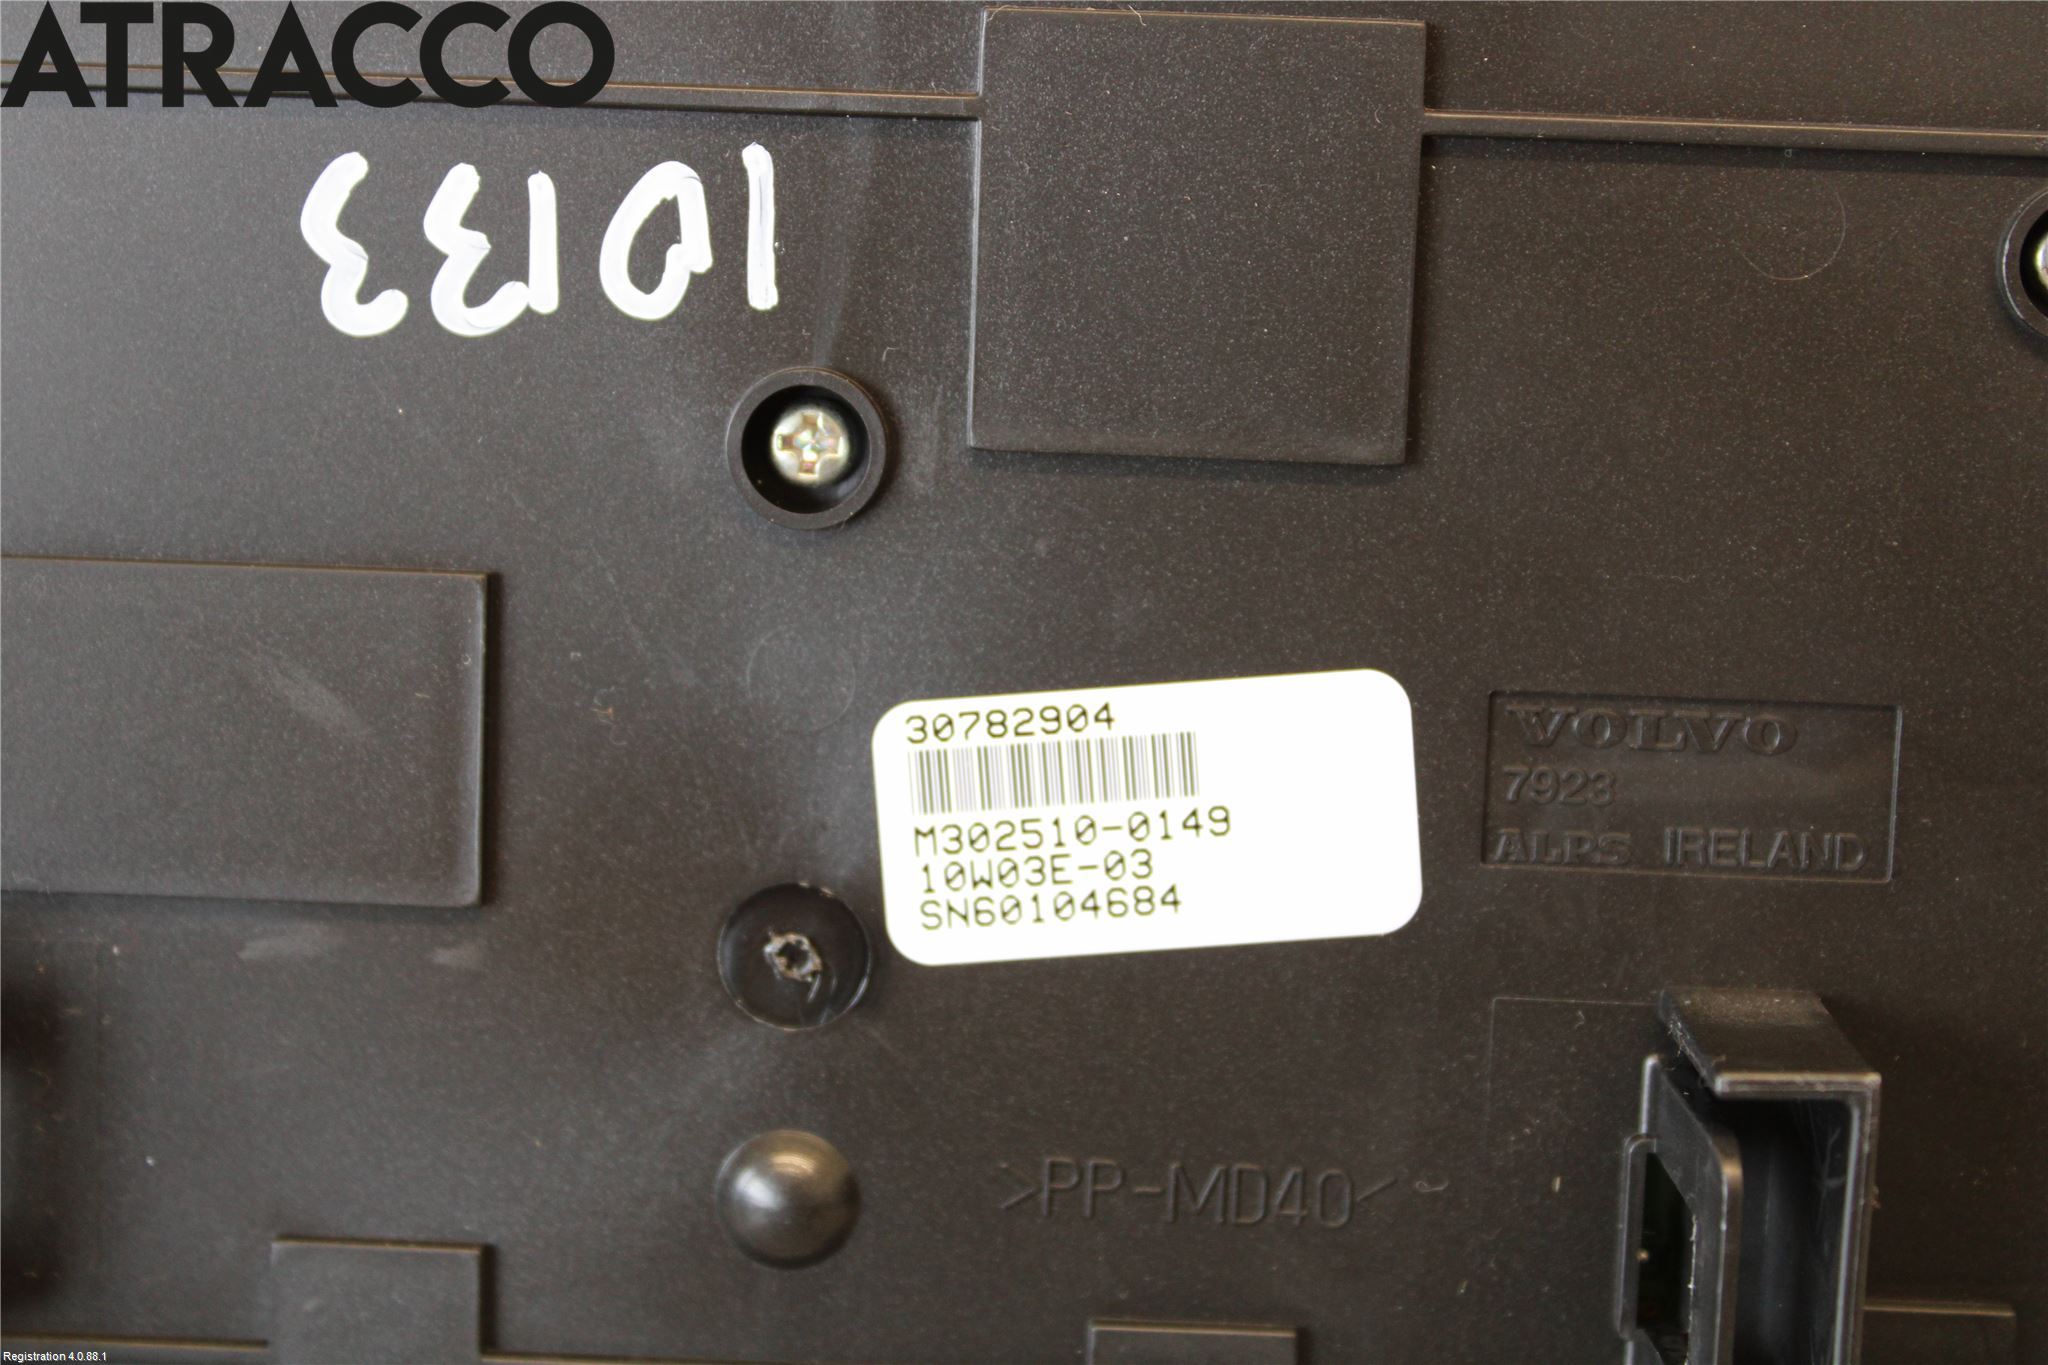 ATRACCO
10133
30782904
M302510-0149
10W03E-03
SN60104684
VOLVO
7923
ALPS IRELAND
>PP-MD40<
Registration 4.0.88.1